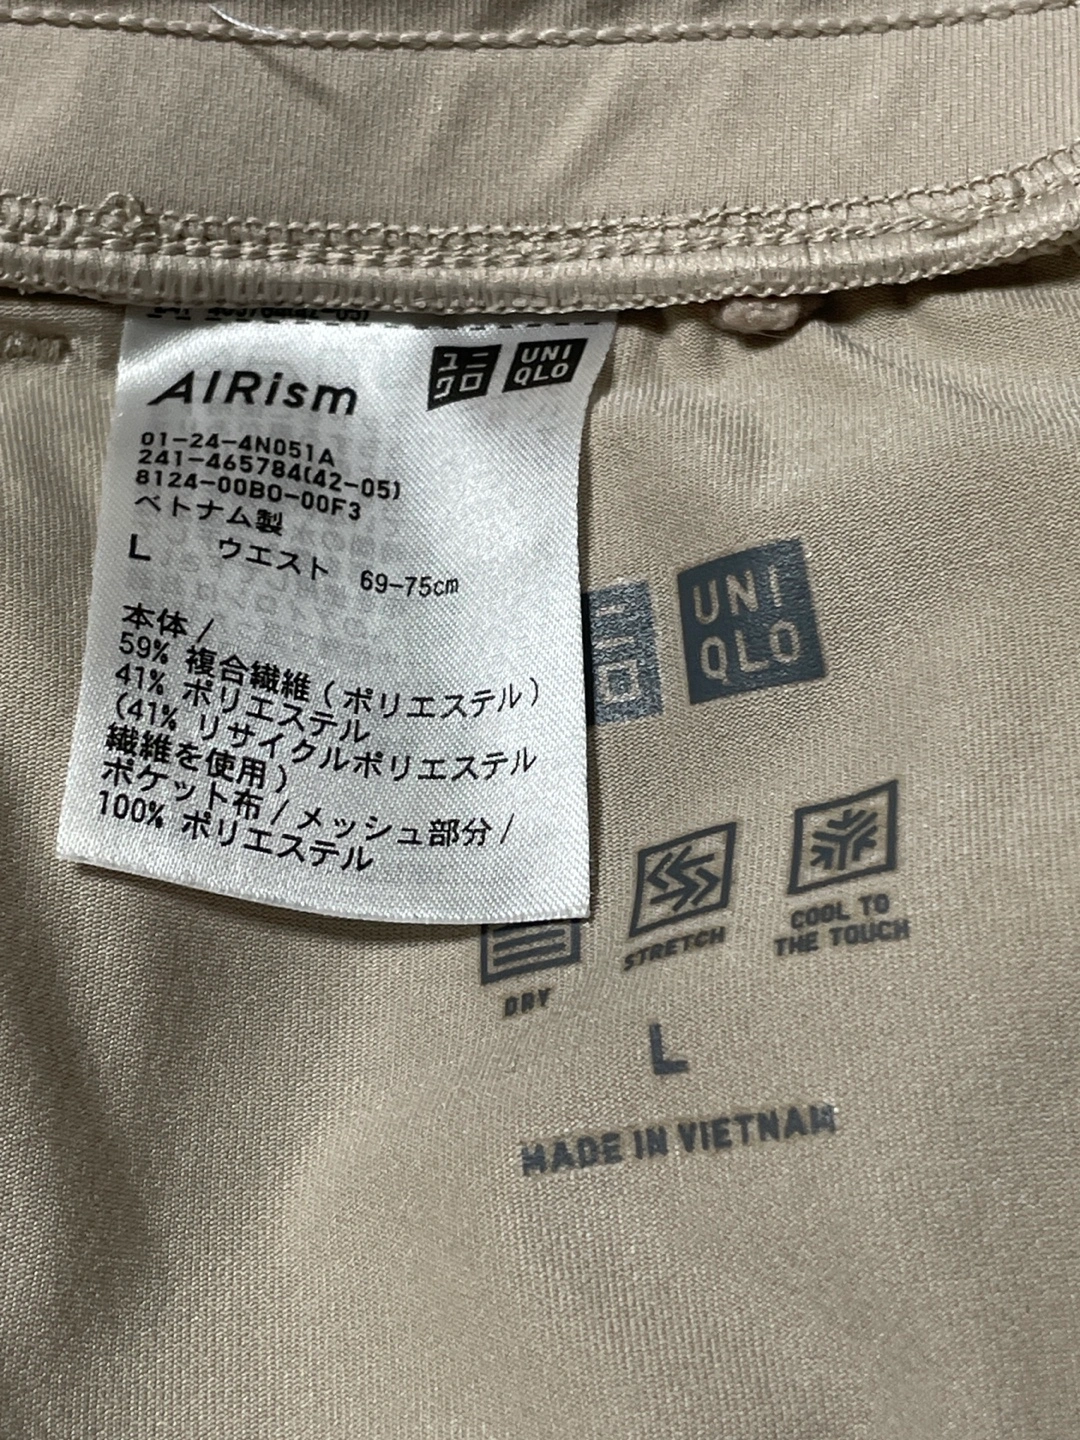 AIRism
ユニ
クロ
UNI
QLO
01-24-4N051A
241-465784(42-05)
8124-00B0-00F3
ベトナム製
L ウエスト 69-75cm
本体/
59% 複合繊維(ポリエステル)
41% ポリエステル
(41% リサイクルポリエステル
繊維を使用)
ポケット布/メッシュ部分/
100% ポリエステル
UNI
QLO
DRY
STRETCH
COOL TO
THE TOUCH
L
MADE IN VIETNAM